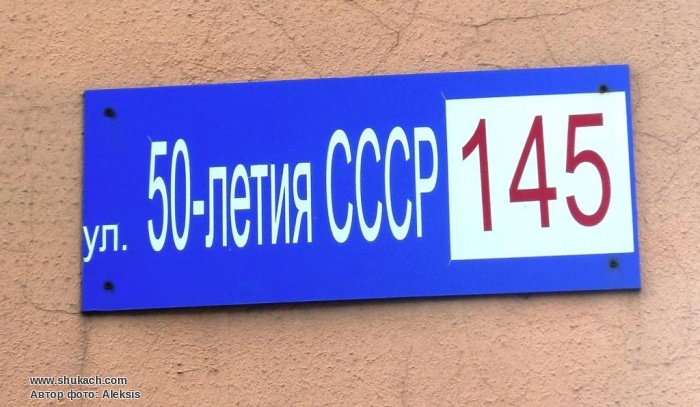 ул. 50-летия СССР 145
www.shukach.com
Автор фото: Aleksis